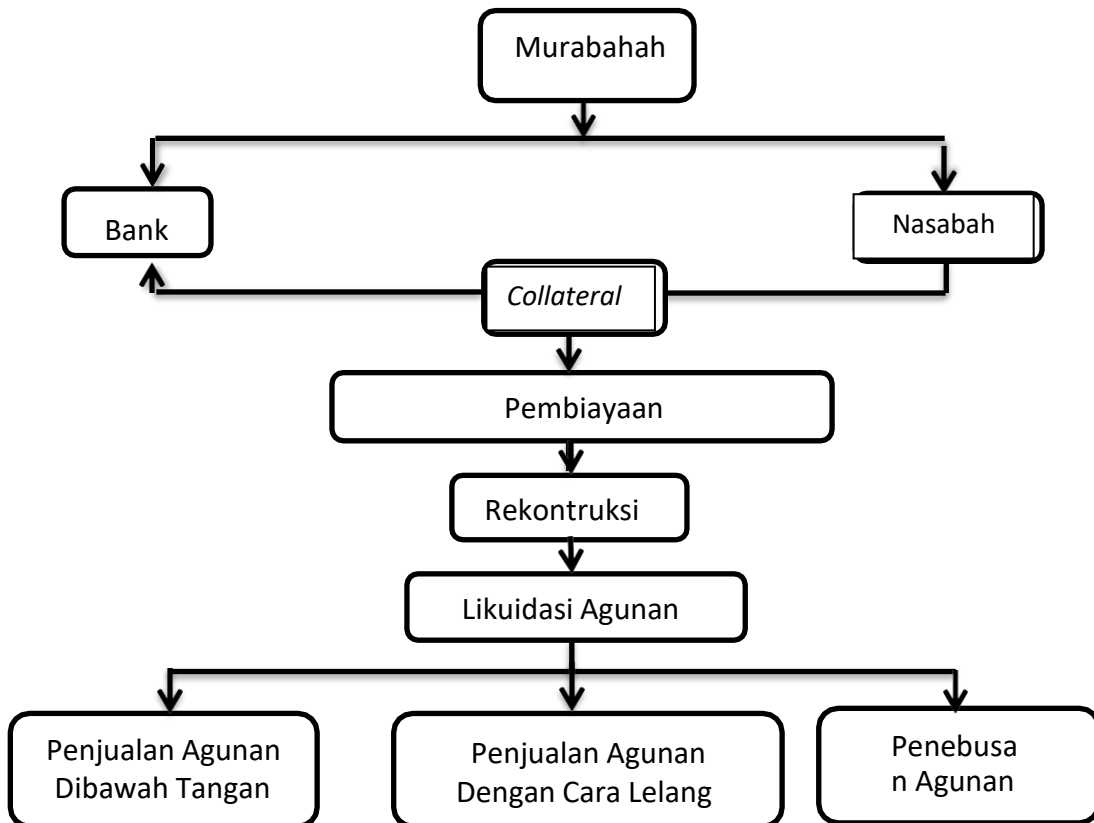 Murabahah
Bank
Nasabah
Collateral
Pembiayaan
Rekontruksi
Likuidasi Agunan
Penjualan Agunan
Dibawah Tangan
Penjualan Agunan
Dengan Cara Lelang
Penebusa
n Agunan